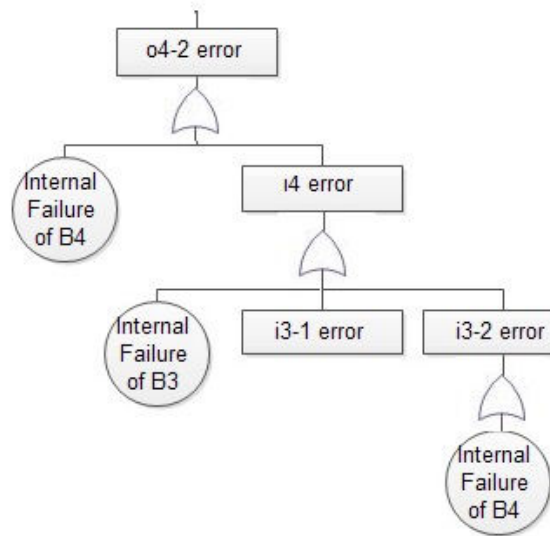 o4-2 error
Internal
Failure
of B4
i4 error
Internal
Failure
of B3
i3-1 error
i3-2 error
Internal
Failure
of B4